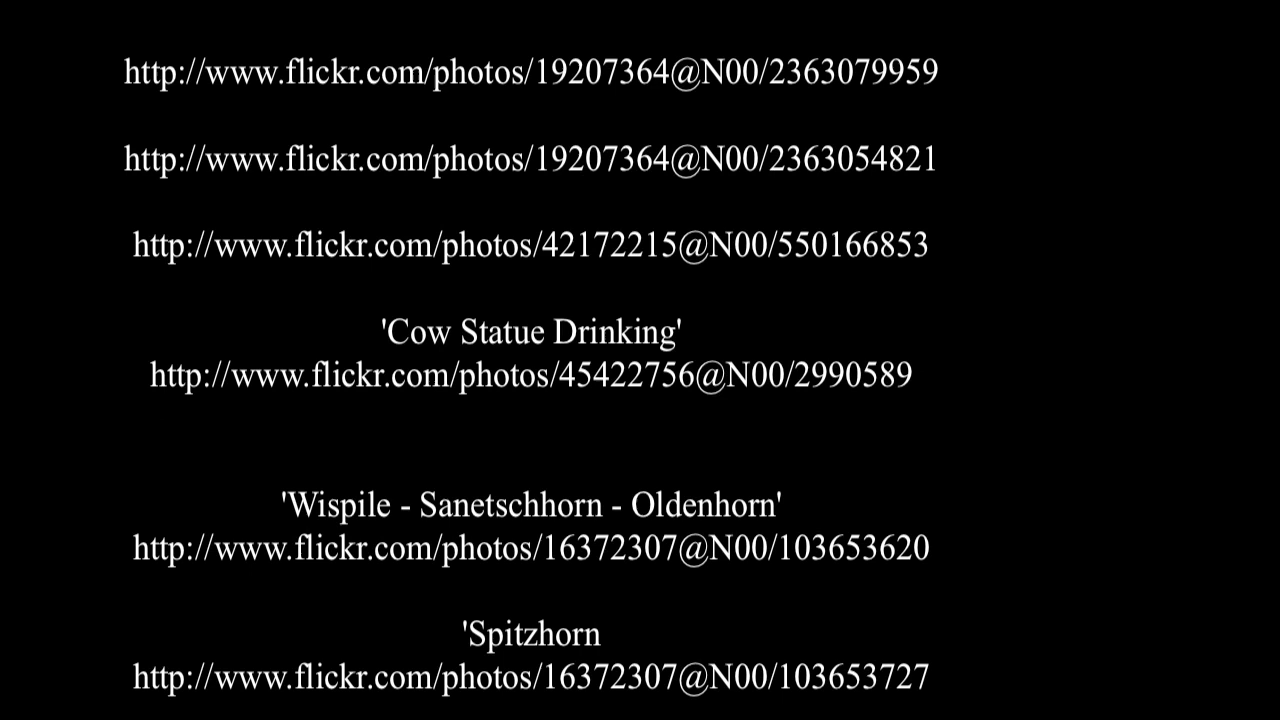 http://www.flickr.com/photos/19207364@N00/2363079959
http://www.flickr.com/photos/19207364@N00/2363054821
http://www.flickr.com/photos/42172215@N00/550166853
'Cow Statue Drinking'
http://www.flickr.com/photos/45422756@N00/2990589
'Wispile - Sanetschhorn - Oldenhorn'
http://www.flickr.com/photos/16372307@N00/103653620
'Spitzhorn
http://www.flickr.com/photos/16372307@N00/103653727